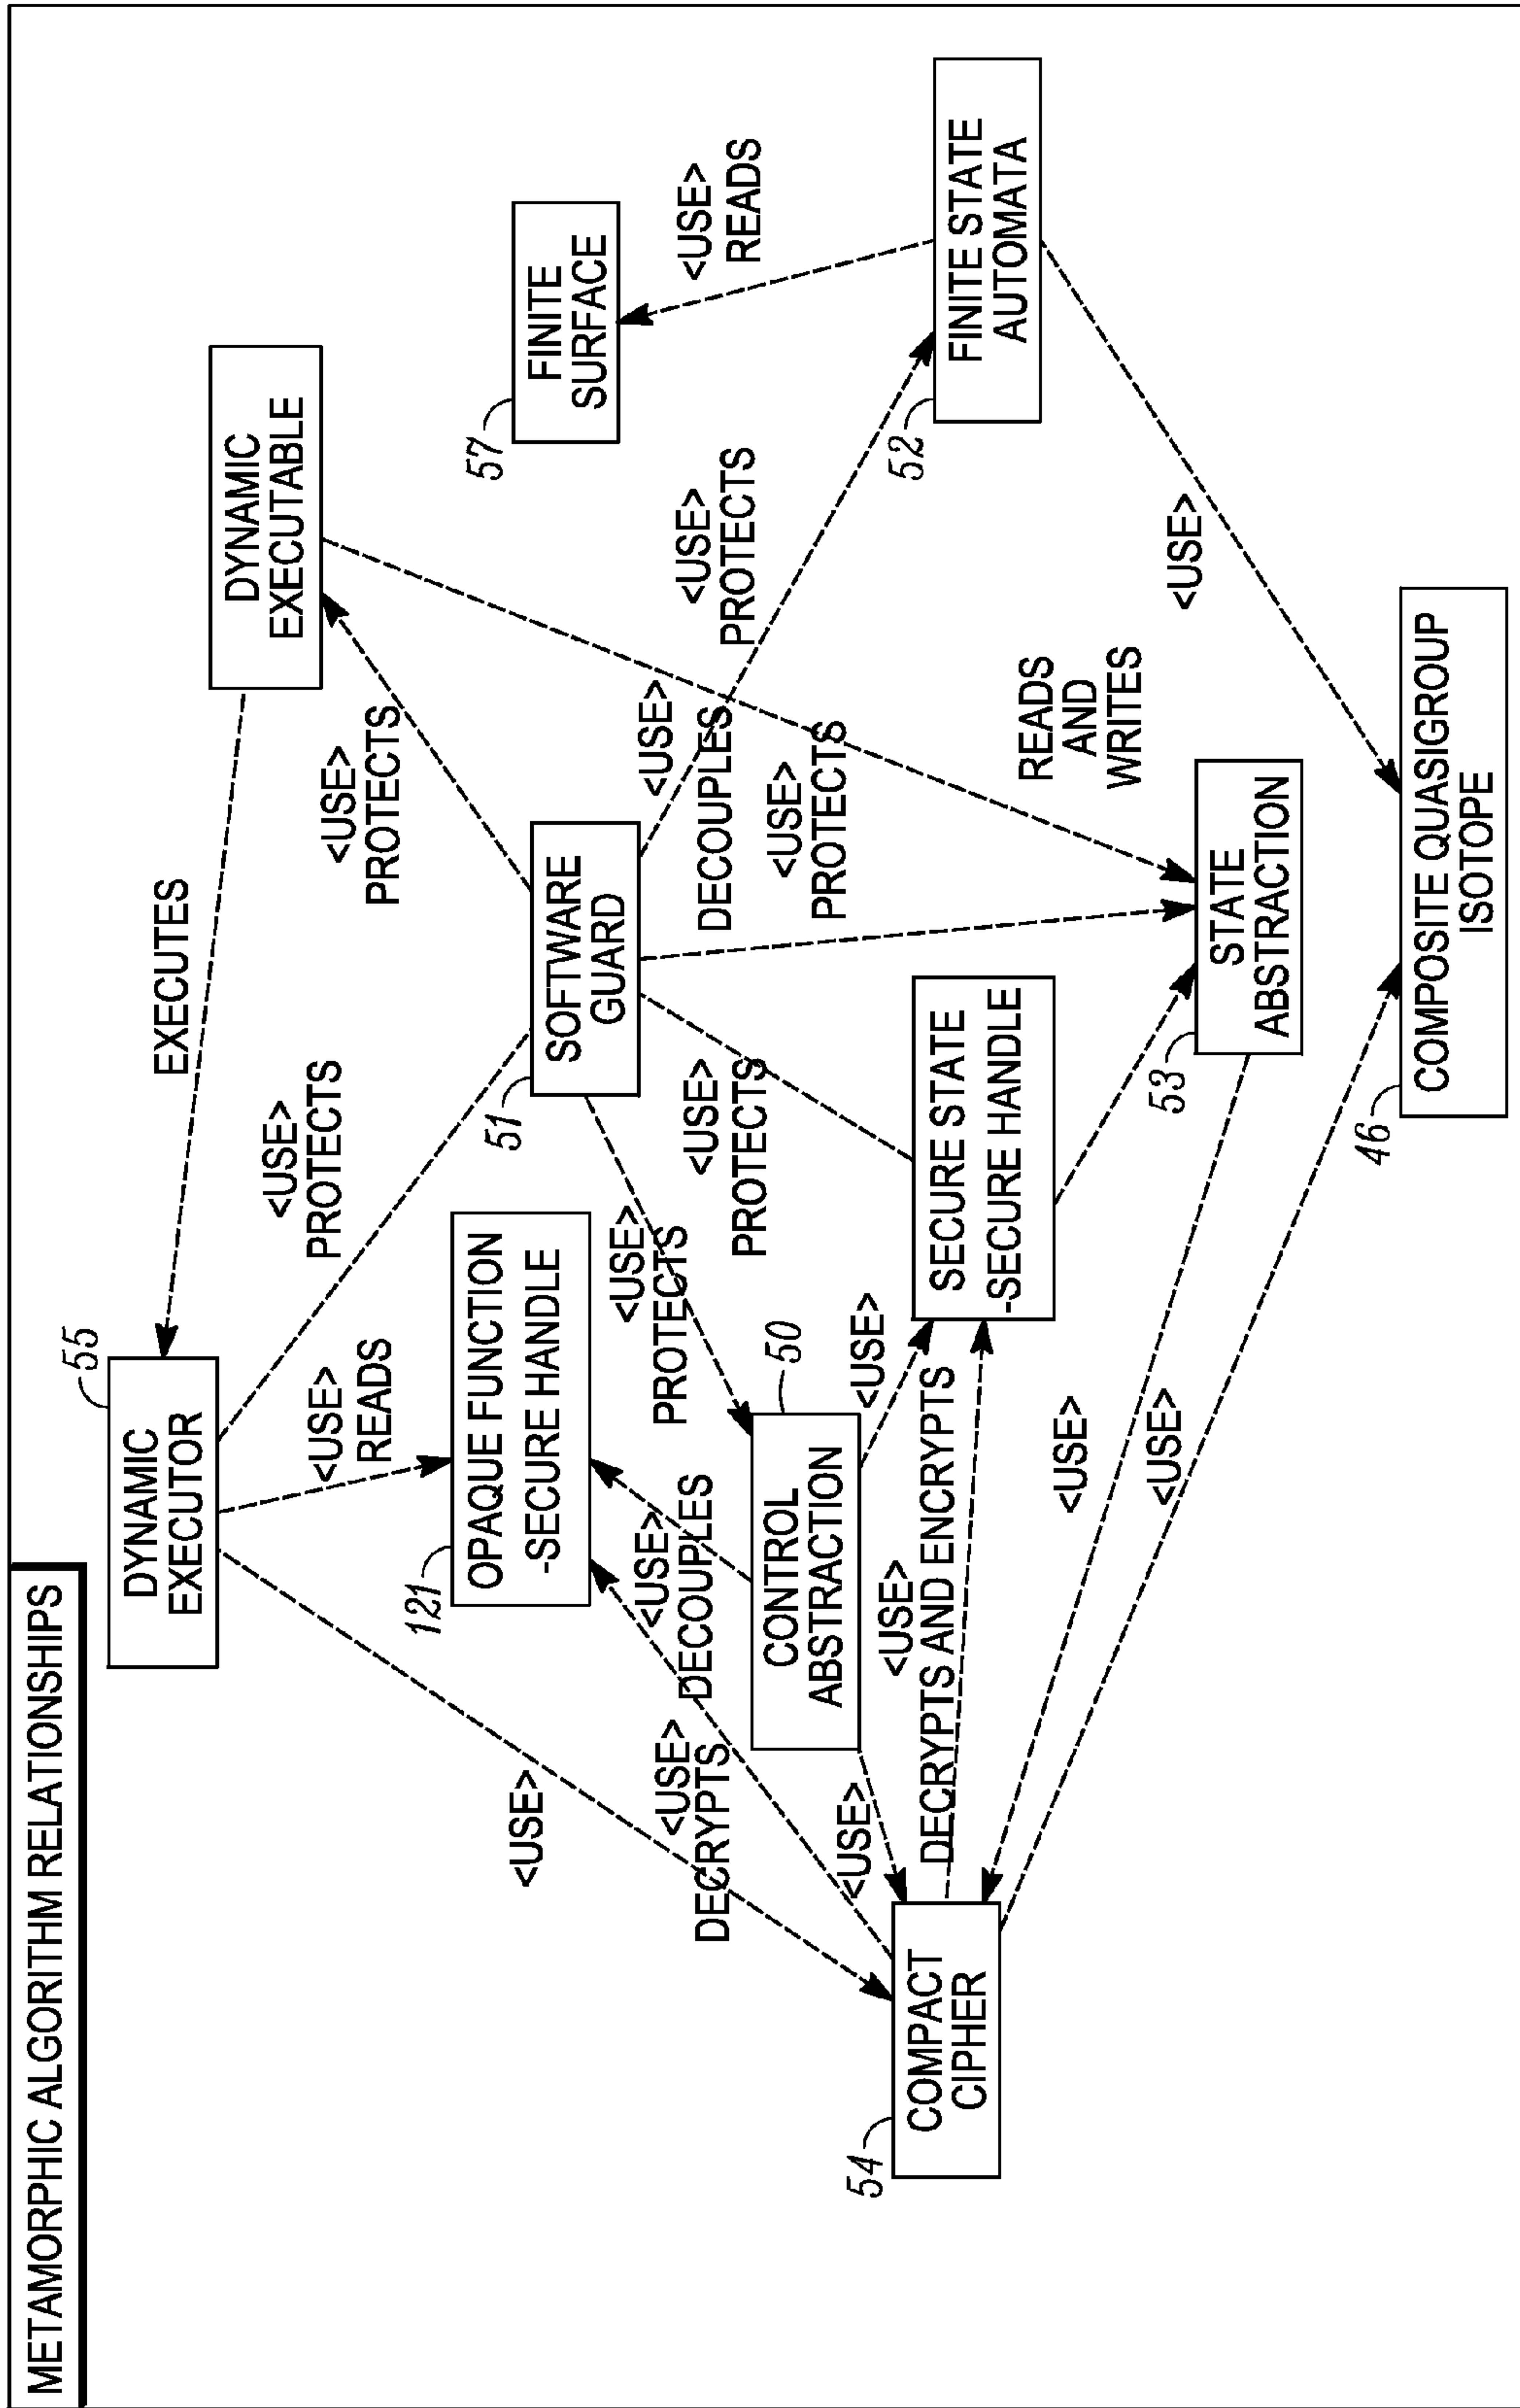 METAMORPHIC ALGORITHM RELATIONSHIPS
55
DYNAMIC
EXECUTOR
EXECUTES
DYNAMIC
EXECUTABLE
<USE>
PROTECTS
<USE>
PROTECTS
<USE>
READS
121
OPAQUE FUNCTION
-SECURE HANDLE
51
SOFTWARE
GUARD
57
FINITE
SURFACE
<USE>
<USE>
PROTECTS
<USE>
DECOUPLES
<USE>
PROTECTS
<USE>
READS
<USE>
DECOUPLES
<USE>
DECRYPTS
<USE>
PROTECTS
<USE>
PROTECTS
50
CONTROL
ABSTRACTION
<USE>
<USE>
<USE>
DECRYPTS AND ENCRYPTS
54
COMPACT
CIPHER
SECURE STATE
-SECURE HANDLE
52
FINITE STATE
AUTOMATA
READS
AND
WRITES
<USE>
<USE>
<USE>
53
STATE
ABSTRACTION
46
COMPOSITE QUASIGROUP
ISOTOPE